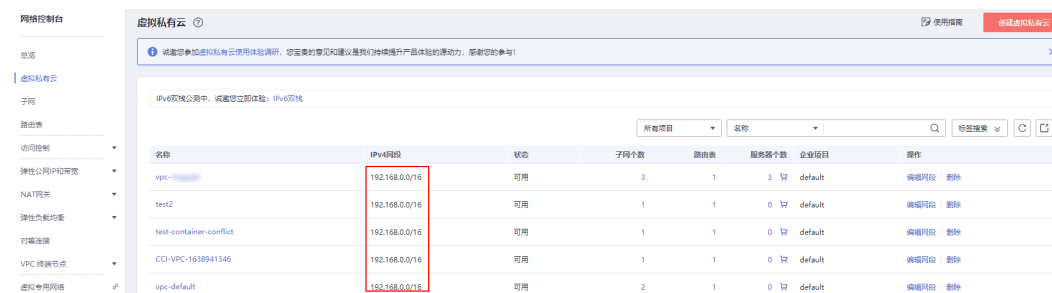 网络控制台
总览
虚拟私有云
子网
路由表
访问控制
弹性公网IP和带宽
NAT网关
弹性负载均衡
对等连接
VPC 终端节点
虚拟专用网络
虚拟私有云
使用指南
创建虚拟私有云
诚邀您参加虚拟私有云使用体验调研，您宝贵的意见和建议是我们持续提升产品体验的源动力，感谢您的参与！
IPv6双栈公测中，诚邀您立即体验：IPv6双栈
所有项目 名称 标签搜索
名称 IPv4网段 状态 子网个数 路由表 服务器个数 企业项目 操作
vpc- 192.168.0.0/16 可用 3 1 3 default 编辑网段 删除
test2 192.168.0.0/16 可用 1 1 0 default 编辑网段 删除
test-container-conflict 192.168.0.0/16 可用 1 1 0 default 编辑网段 删除
CCI-VPC-1638941346 192.168.0.0/16 可用 1 1 0 default 编辑网段 删除
vpc-default 192.168.0.0/16 可用 2 1 0 default 编辑网段 删除